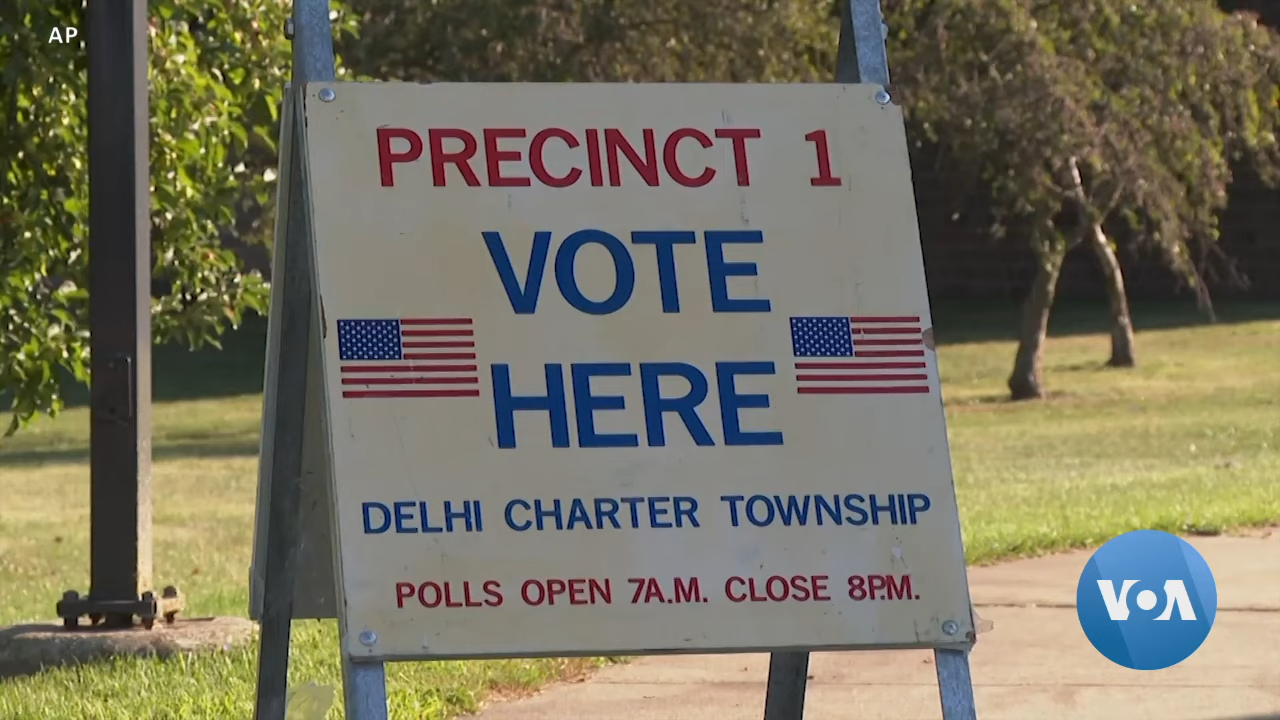 AP
PRECINCT 1
VOTE
HERE
DELHI CHARTER TOWNSHIP
POLLS OPEN 7A.M. CLOSE 8P.M.
VOA